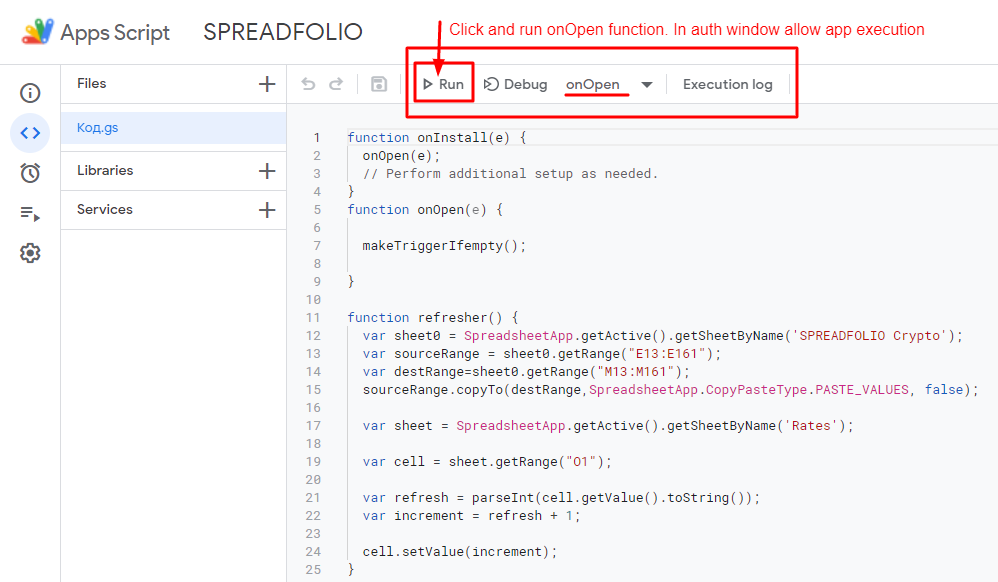 Apps Script SPREADFOLIO
Click and run onOpen function. In auth window allow app execution
Files
Run Debug onOpen Execution log
Код.gs
Libraries
Services
1 function onInstall(e) {
2 onOpen(e);
3 // Perform additional setup as needed.
4 }
5 function onOpen(e) {
6
7 makeTriggerIfempty();
8
9 }
10
11 function refresher() {
12 var sheet0 = SpreadsheetApp.getActive().getSheetByName('SPREADFOLIO Crypto');
13 var sourceRange = sheet0.getRange("E13:E161");
14 var destRange=sheet0.getRange("M13:M161");
15 sourceRange.copyTo(destRange,SpreadsheetApp.CopyPasteType.PASTE_VALUES, false);
16
17 var sheet = SpreadsheetApp.getActive().getSheetByName('Rates');
18
19 var cell = sheet.getRange("O1");
20
21 var refresh = parseInt(cell.getValue().toString());
22 var increment = refresh + 1;
23
24 cell.setValue(increment);
25 }